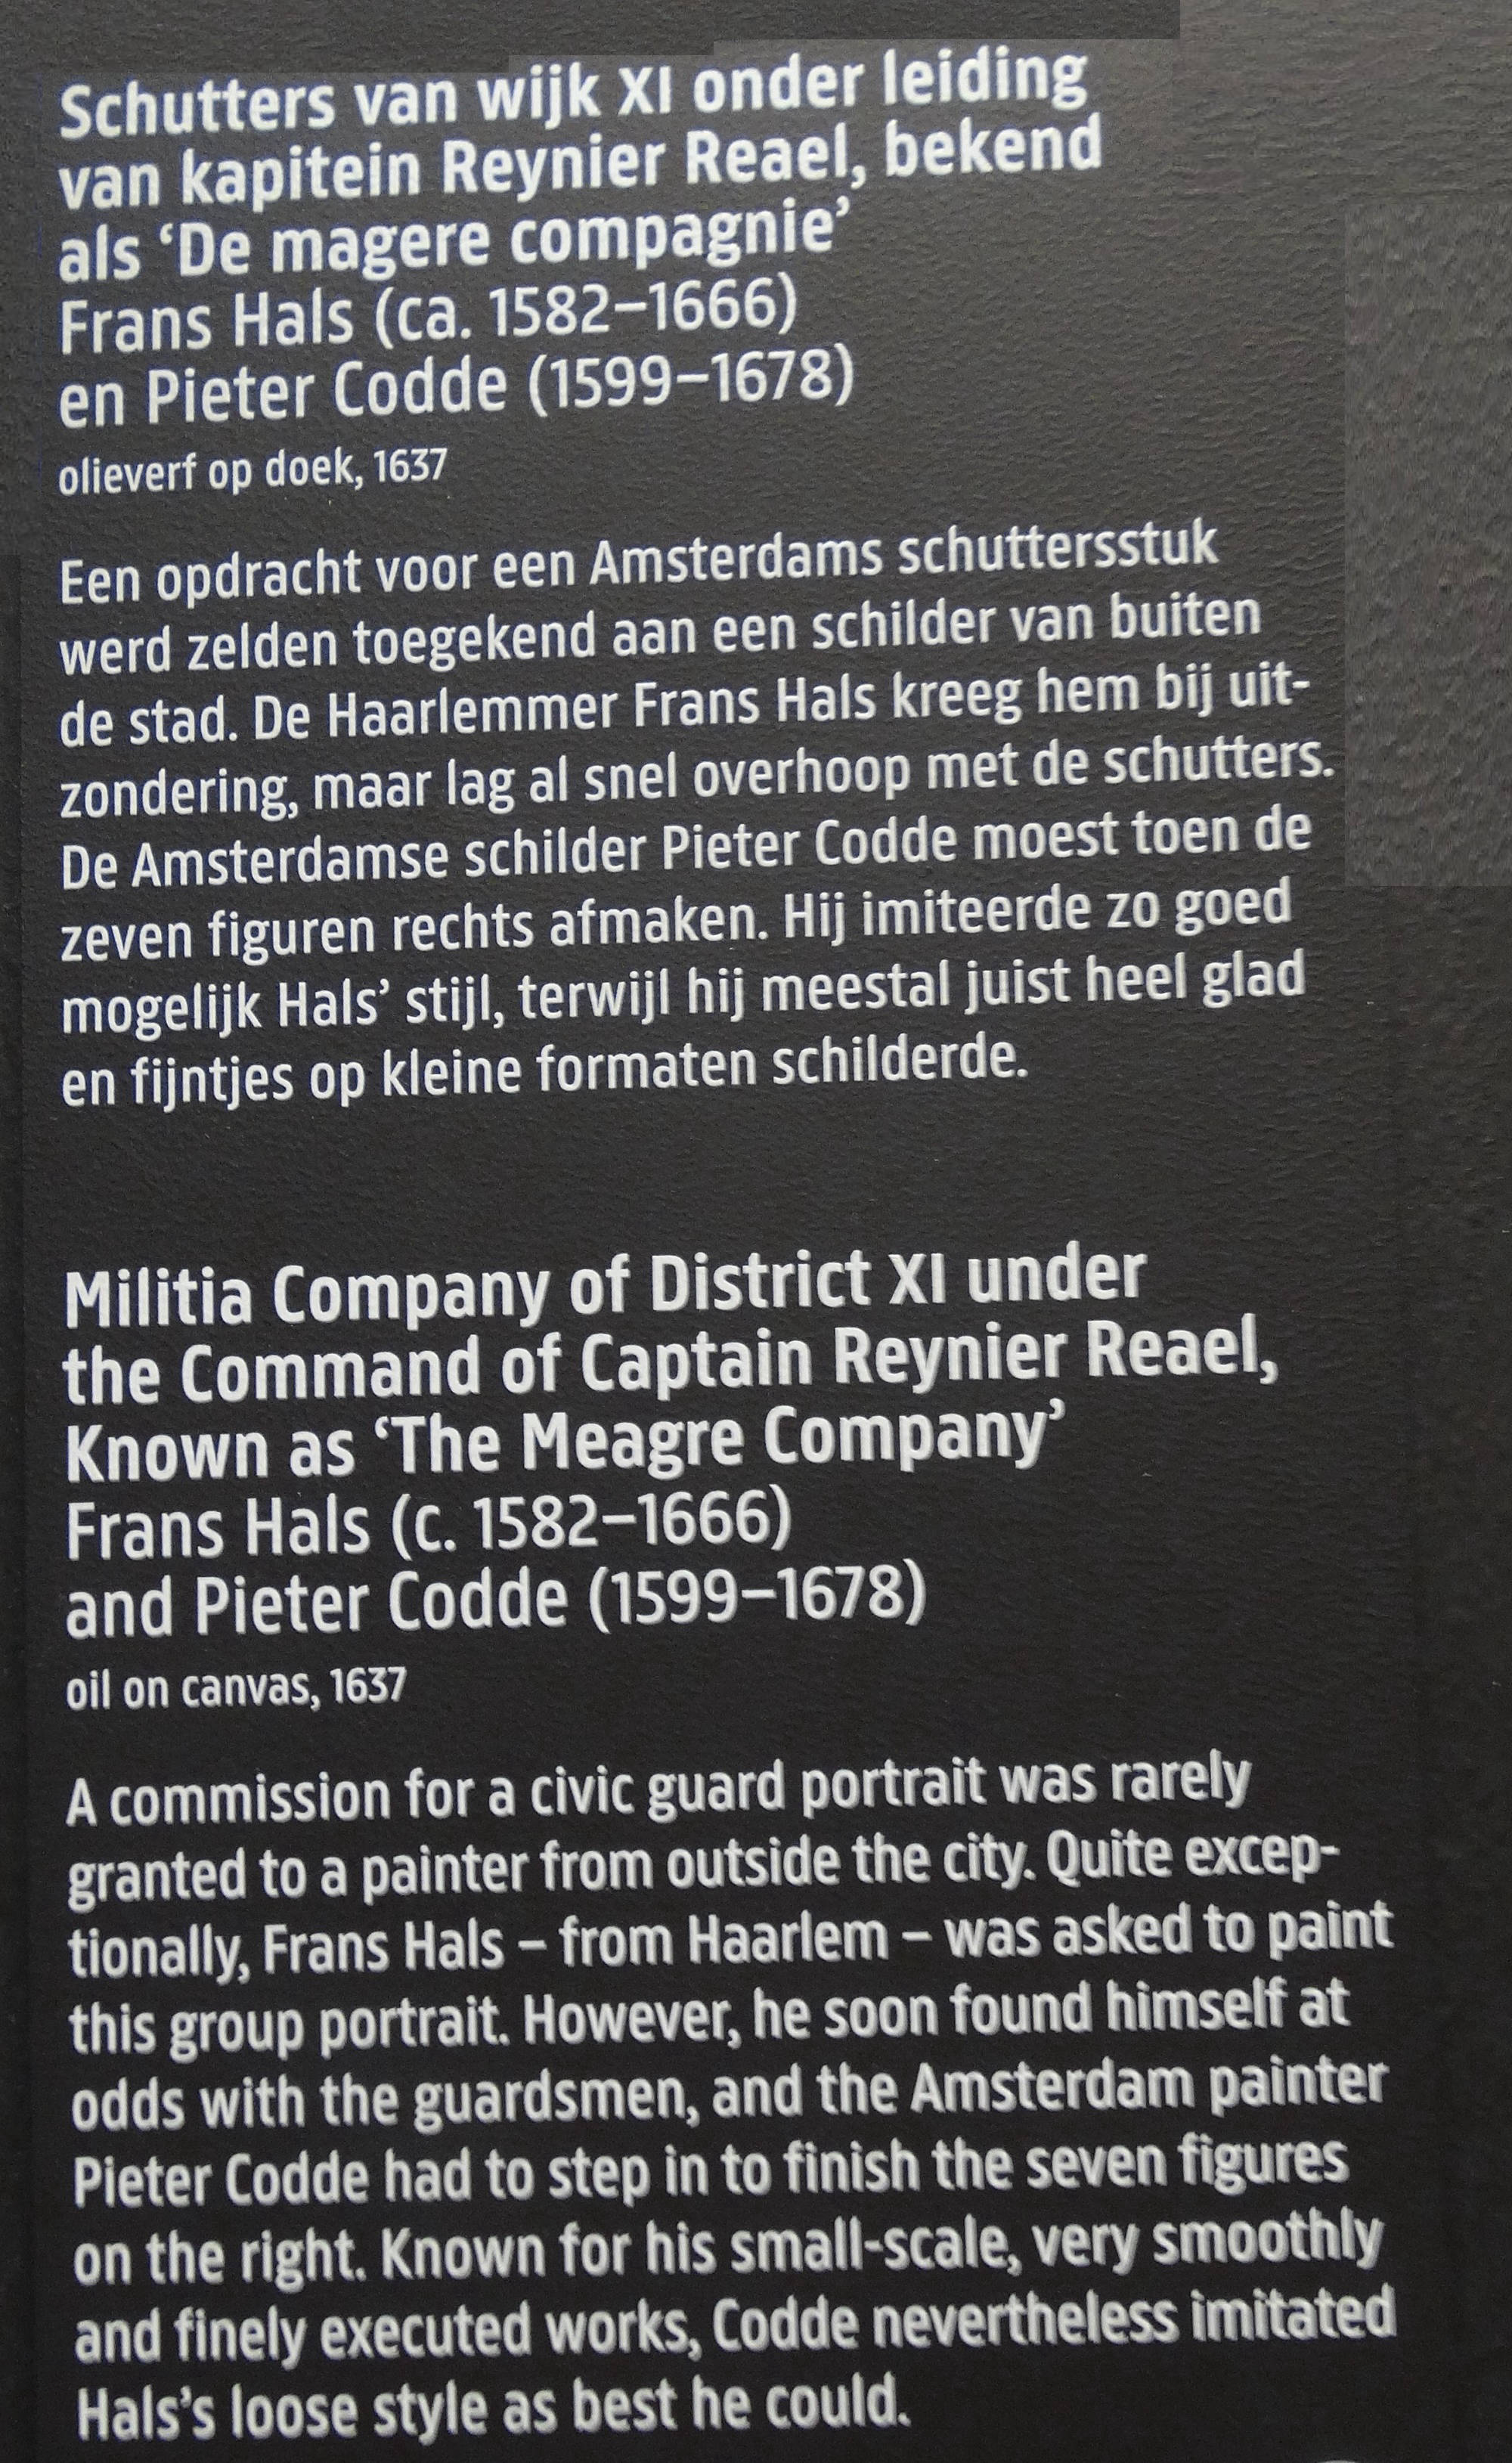 Schutters van wijk XI onder leiding
van kapitein Reynier Reael, bekend
als ‘De magere compagnie’
Frans Hals (ca. 1582–1666)
en Pieter Codde (1599–1678)
olieverf op doek, 1637
Een opdracht voor een Amsterdams schuttersstuk
werd zelden toegekend aan een schilder van buiten
de stad. De Haarlemmer Frans Hals kreeg hem bij uit-
zondering, maar lag al snel overhoop met de schutters.
De Amsterdamse schilder Pieter Codde moest toen de
zeven figuren rechts afmaken. Hij imiteerde zo goed
mogelijk Hals’ stijl, terwijl hij meestal juist heel glad
en fijntjes op kleine formaten schilderde.
Militia Company of District XI under
the Command of Captain Reynier Reael,
Known as ‘The Meagre Company’
Frans Hals (c. 1582–1666)
and Pieter Codde (1599–1678)
oil on canvas, 1637
A commission for a civic guard portrait was rarely
granted to a painter from outside the city. Quite excep-
tionally, Frans Hals – from Haarlem – was asked to paint
this group portrait. However, he soon found himself at
odds with the guardsmen, and the Amsterdam painter
Pieter Codde had to step in to finish the seven figures
on the right. Known for his small-scale, very smoothly
and finely executed works, Codde nevertheless imitated
Hals’s loose style as best he could.